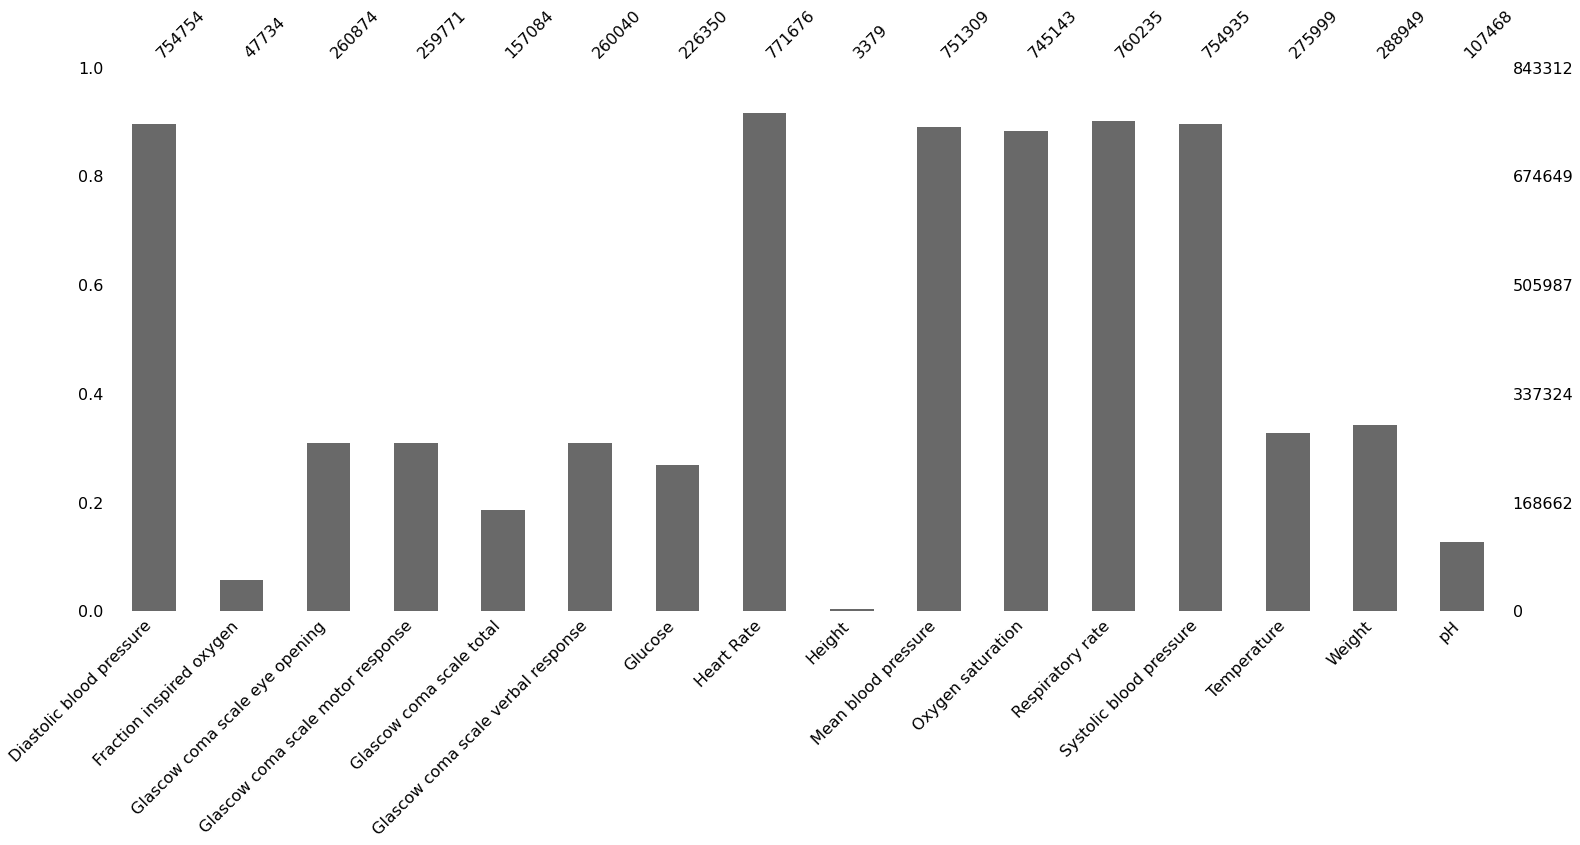 754754
47734
260874
259771
157084
260040
226350
771676
3379
751309
745143
760235
754935
275999
288949
107468
1.0
843312
0.8
674649
0.6
505987
0.4
337324
0.2
168662
0.0
0
Diastolic blood pressure
Fraction inspired oxygen
Glascow coma scale eye opening
Glascow coma scale motor response
Glascow coma scale total
Glascow coma scale verbal response
Glucose
Heart Rate
Height
Mean blood pressure
Oxygen saturation
Respiratory rate
Systolic blood pressure
Temperature
Weight
pH